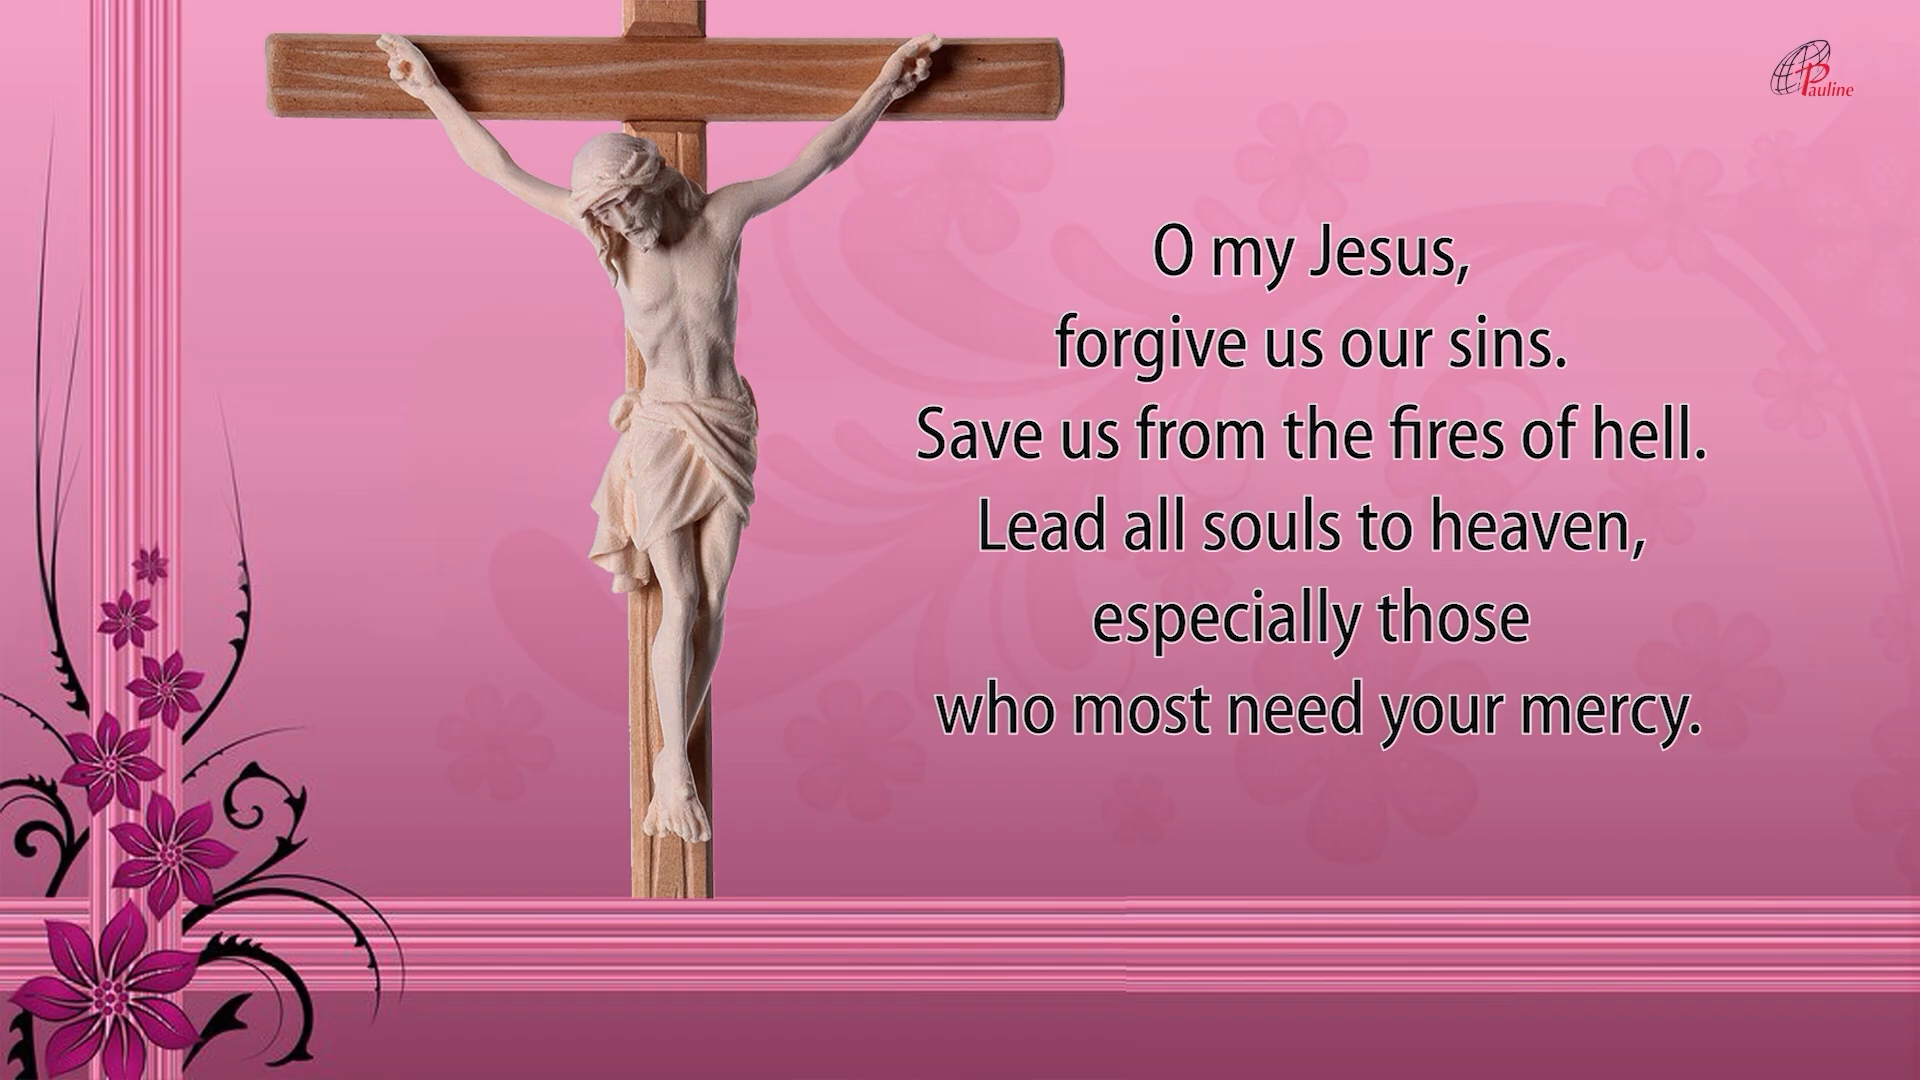 Pauline
O my Jesus,
forgive us our sins.
Save us from the fires of hell.
Lead all souls to heaven,
especially those
who most need your mercy.